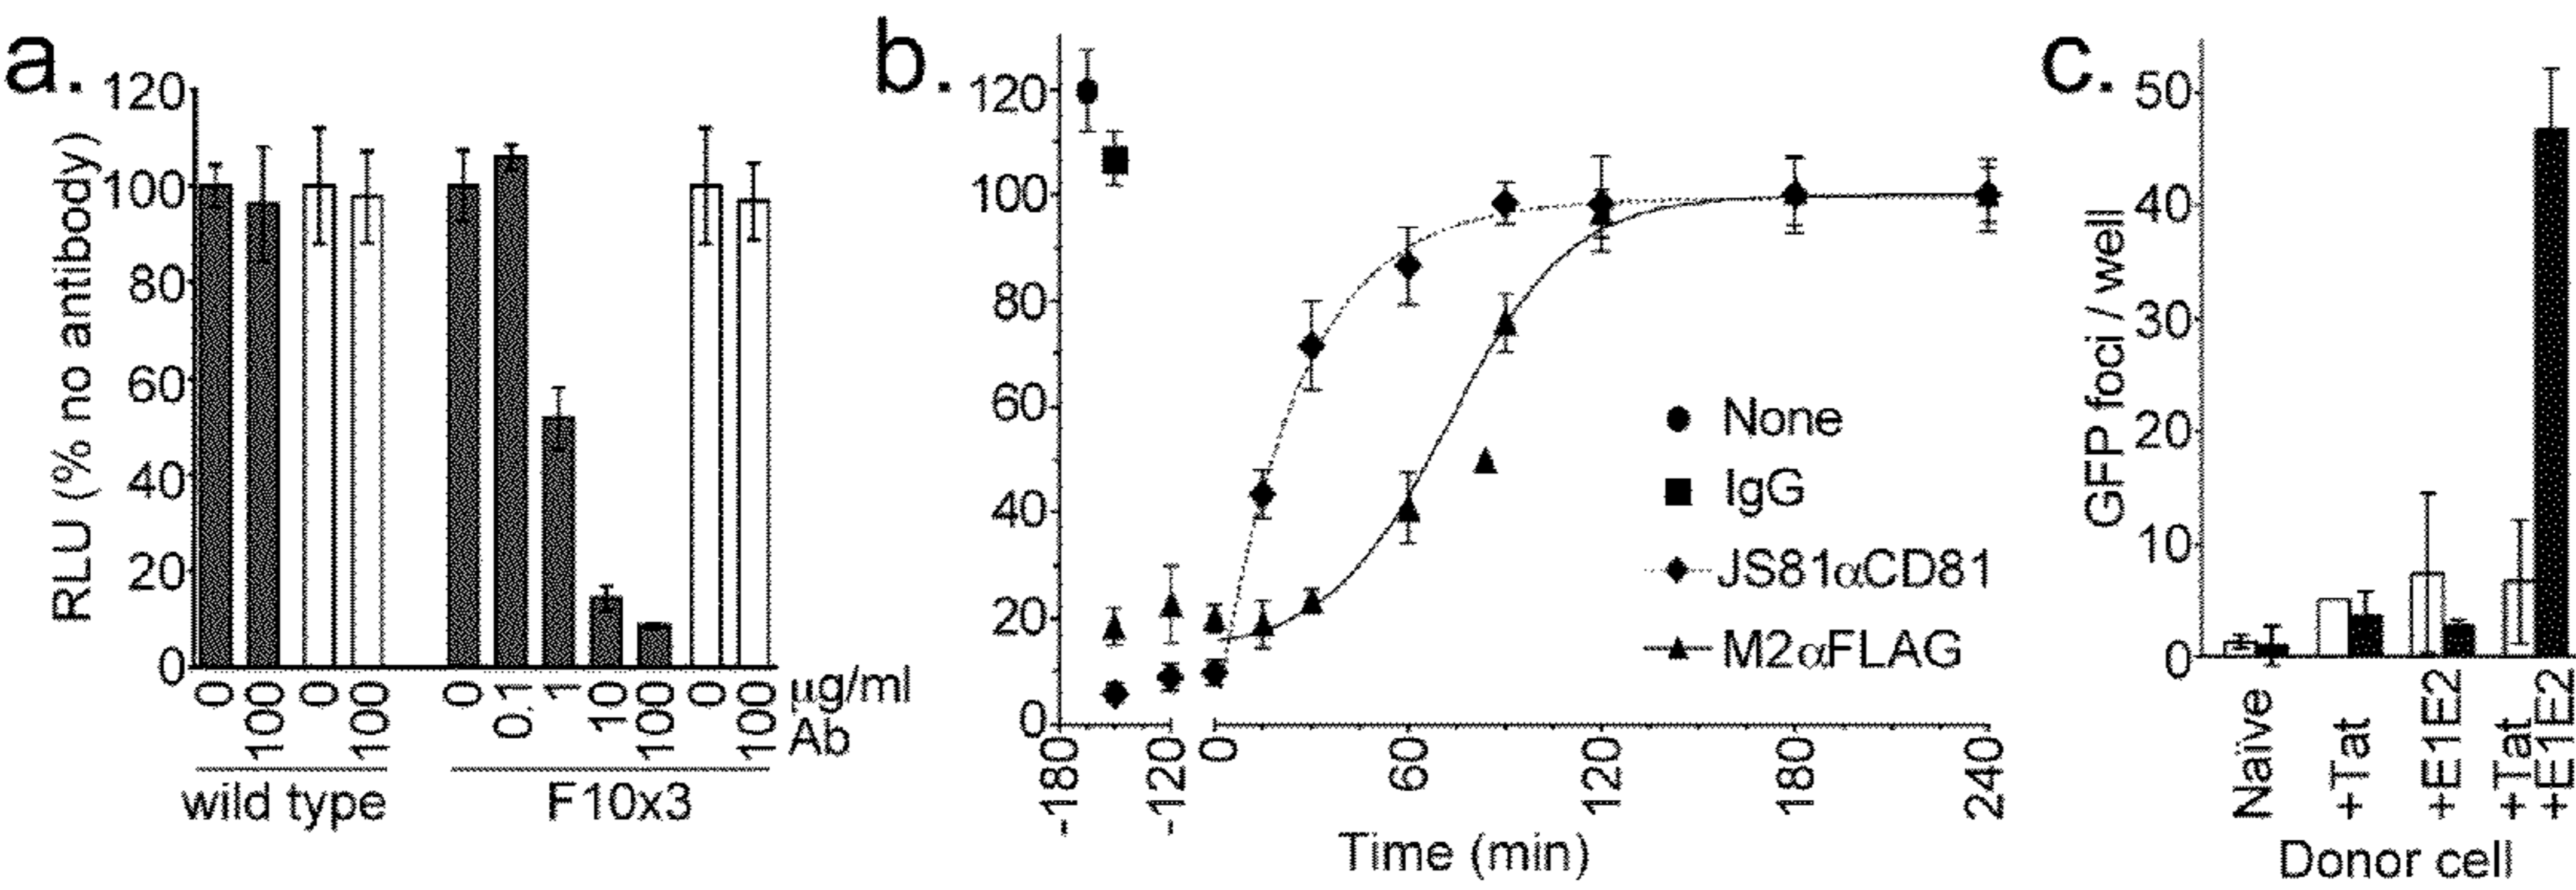 a.
RLU (% no antibody)
120
100
80
60
40
20
0
0
100
0
100
0
0.1
1
10
100
0
100
μg/ml
Ab
wild type
F10x3
b.
120
100
80
60
40
20
0
None
IgG
JS81αCD81
M2αFLAG
-180
-120
0
60
120
180
240
Time (min)
c.
GFP foci / well
50
40
30
20
10
0
Naïve
+Tat
+E1E2
+Tat
+E1E2
Donor cell